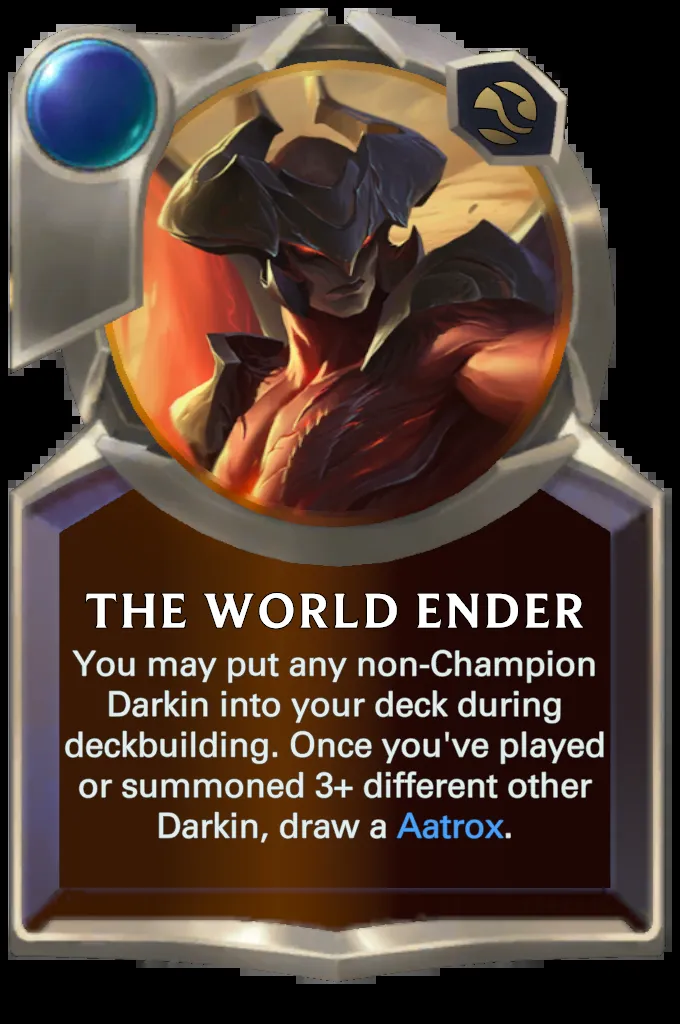 THE WORLD ENDER
You may put any non-Champion
Darkin into your deck during
deckbuilding. Once you've played
or summoned 3+ different other
Darkin, draw a Aatrox.